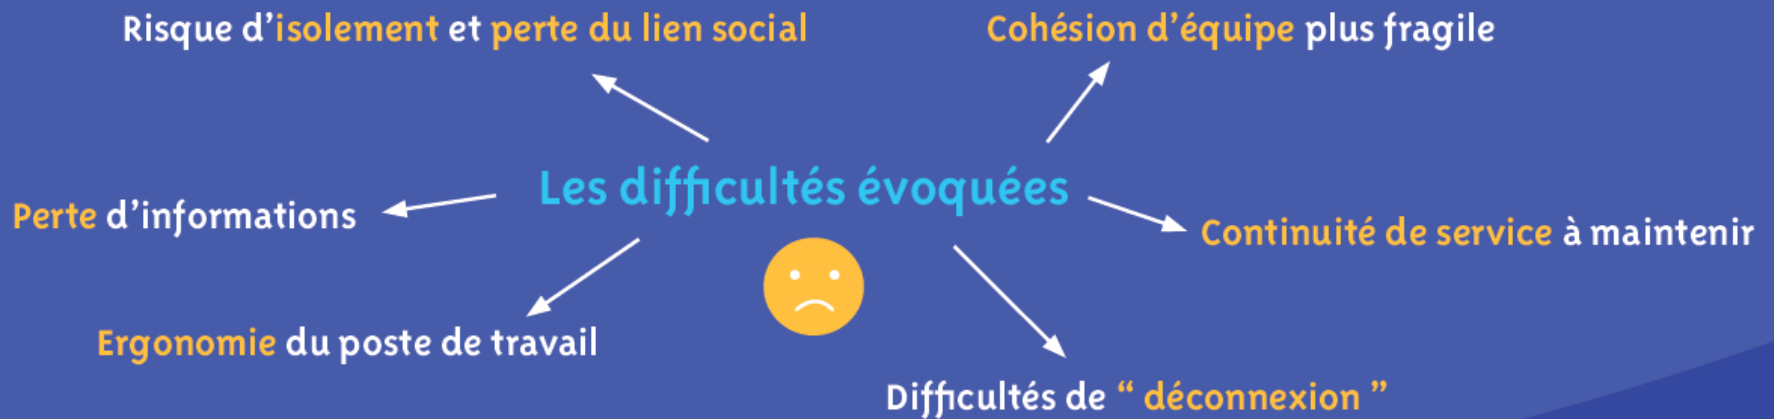 Risque d’isolement et perte du lien social
Cohésion d’équipe plus fragile
Les difficultés évoquées
Perte d’informations
Continuité de service à maintenir
Ergonomie du poste de travail
Difficultés de “ déconnexion ”